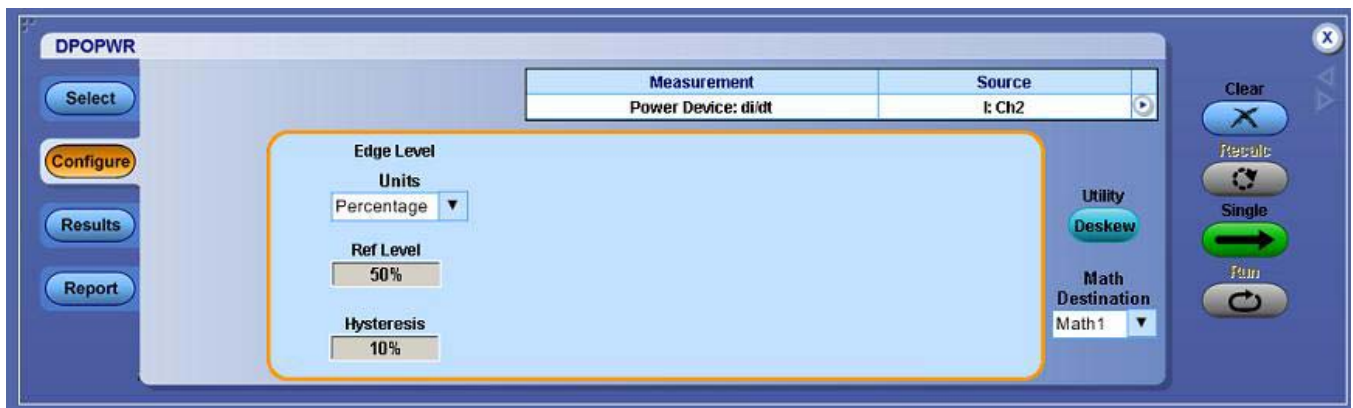 DPOPWR
Select
Configure
Results
Report
Measurement Source
Power Device: di/dt I: Ch2
Edge Level
Units
Percentage
Ref Level
50%
Hysteresis
10%
Utility
Deskew
Math
Destination
Math1
X
Clear
Recalc
Single
Run